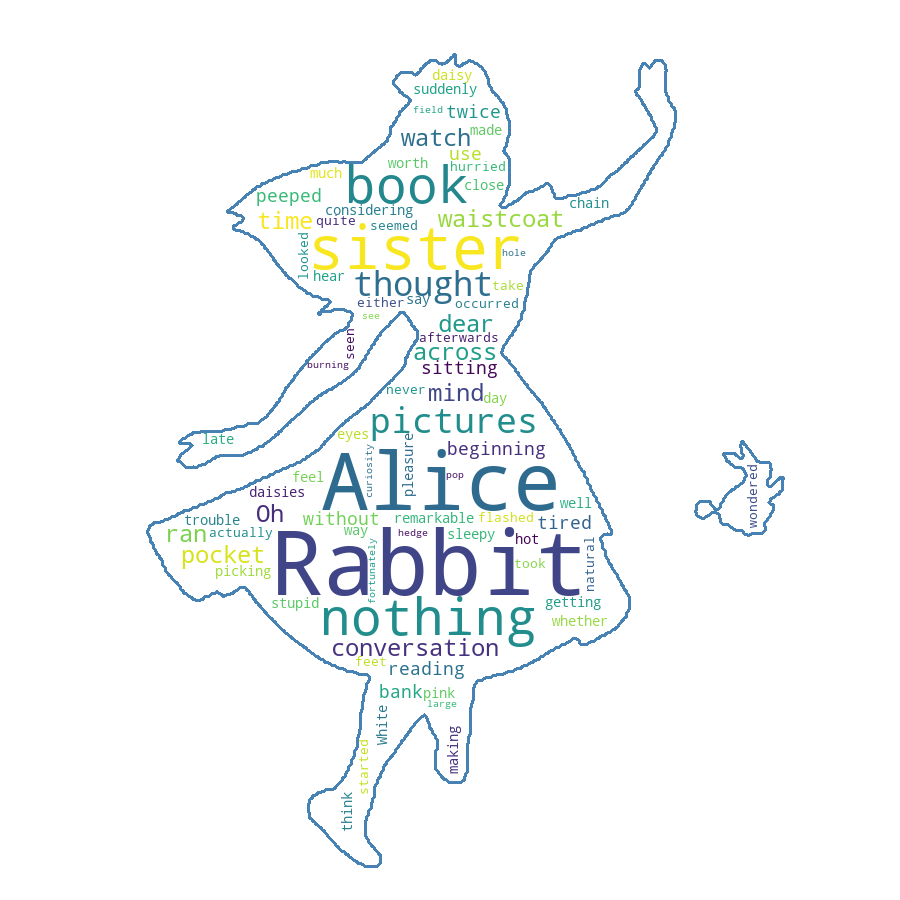 daisy
suddenly
field
twice
watch
made
use
worth
hurried
much
book
close
peeped
considering
chain
time
quite
seemed
waistcoat
sister
hole
looked
hear
thought
take
either
say
occurred
see
dear
seen
afterwards
across
burning
sitting
never
mind
day
pictures
late
eyes
beginning
pleasure
curiosity
pop
feel
Alice
daisies
well
Oh
trouble
without
remarkable
flashed
tired
wondered
ran
actually
way
hedge
sleepy
hot
pocket
Rabbit
natural
picking
fortunately
took
stupid
nothing
getting
whether
conversation
feet
reading
bank
pink
large
White
making
started
think